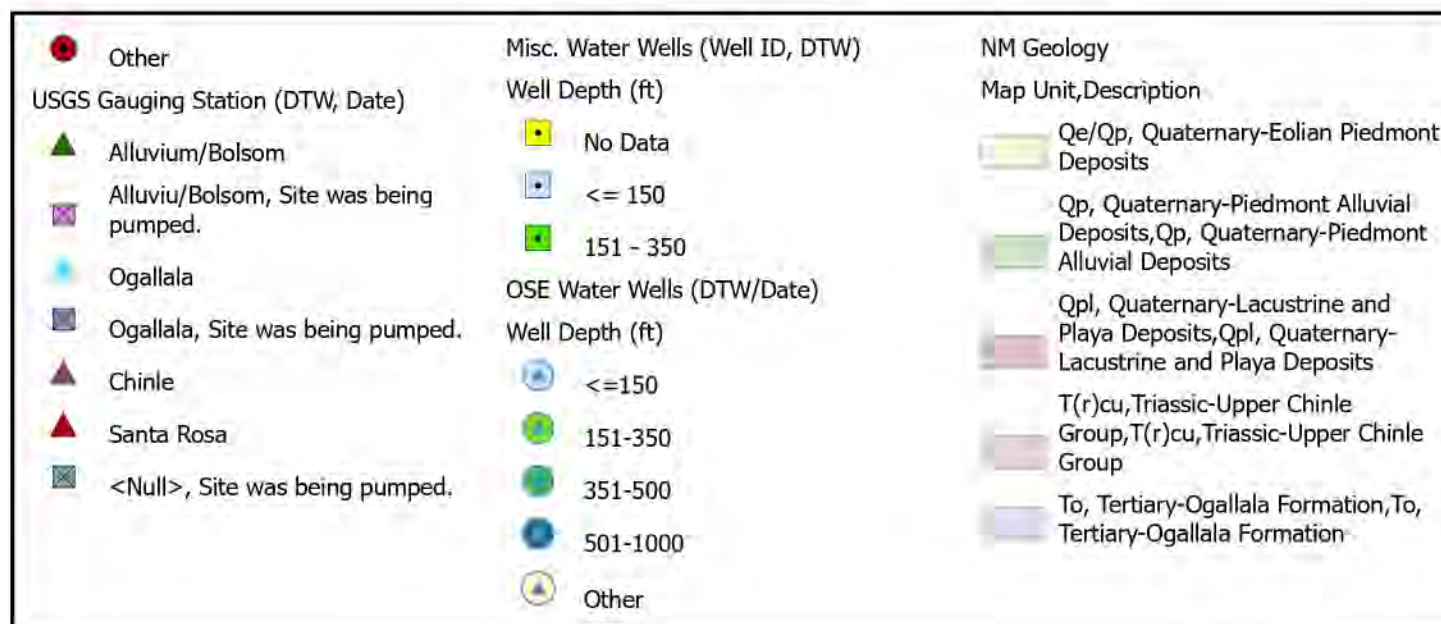 Other
USGS Gauging Station (DTW, Date)
Alluvium/Bolsom
Alluviu/Bolsom, Site was being
pumped.
Ogallala
Ogallala, Site was being pumped.
Chinle
Santa Rosa
<Null>, Site was being pumped.
Misc. Water Wells (Well ID, DTW)
Well Depth (ft)
No Data
<= 150
151 - 350
OSE Water Wells (DTW/Date)
Well Depth (ft)
<=150
151-350
351-500
501-1000
Other
NM Geology
Map Unit,Description
Qe/Qp, Quaternary-Eolian Piedmont
Deposits
Qp, Quaternary-Piedmont Alluvial
Deposits,Qp, Quaternary-Piedmont
Alluvial Deposits
Qpl, Quaternary-Lacustrine and
Playa Deposits,Qpl, Quaternary-
Lacustrine and Playa Deposits
T(r)cu,Triassic-Upper Chinle
Group,T(r)cu,Triassic-Upper Chinle
Group
To, Tertiary-Ogallala Formation,To,
Tertiary-Ogallala Formation